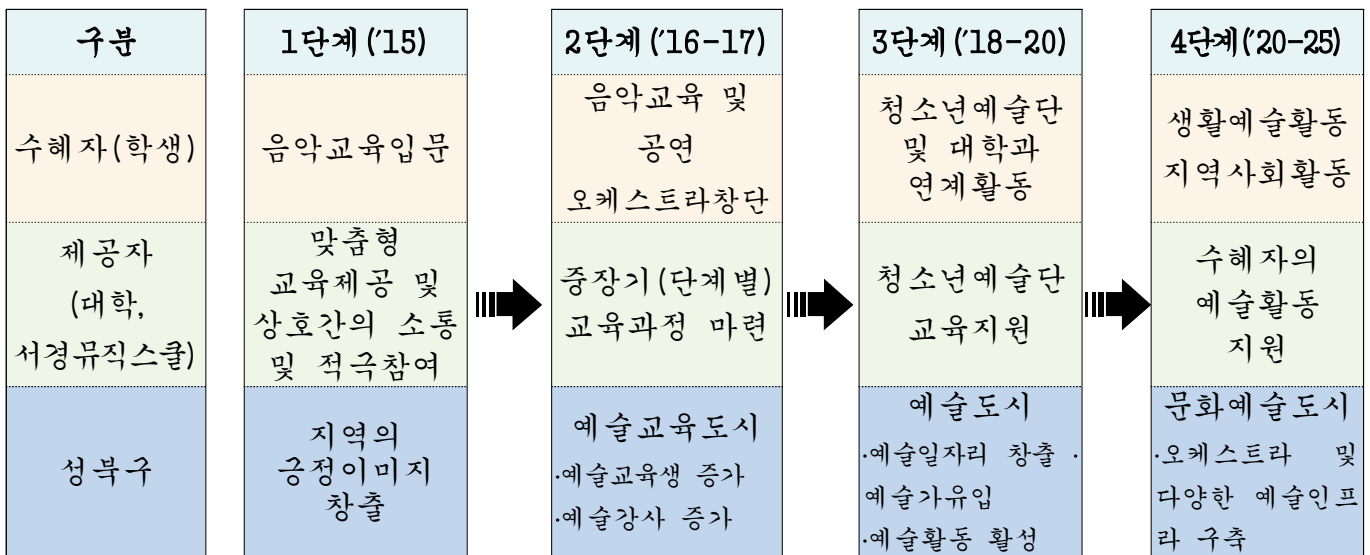 구분
수혜자(학생)
제공자
(대학,
서경뮤직스쿨)
성북구
1단계('15)
음악교육입문
맞춤형
교육제공 및
상호간의 소통
및 적극참여
지역의
긍정이미지
창출
2단계('16-17)
음악교육 및
공연
오케스트라창단
중장기(단계별)
교육과정 마련
예술교육도시
·예술교육생 증가
·예술강사 증가
3단계('18-20)
청소년예술단
및 대학과
연계활동
청소년예술단
교육지원
예술도시
·예술일자리 창출 ·
예술가유입
·예술활동 활성
4단계('20-25)
생활예술활동
지역사회활동
수혜자의
예술활동
지원
문화예술도시
·오케스트라 및
다양한 예술인프
라 구축